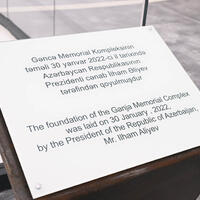 Gəncə Memorial Kompleksinin
təməli 30 yanvar 2022-ci il tarixində
Azərbaycan Respublikasının
Prezidenti cənab İlham Əliyev
tərəfindən qoyulmuşdur
The foundation of the Ganja Memorial Complex
was laid on 30 January , 2022,
by the President of the Republic of Azerbaijan,
Mr. Ilham Aliyev